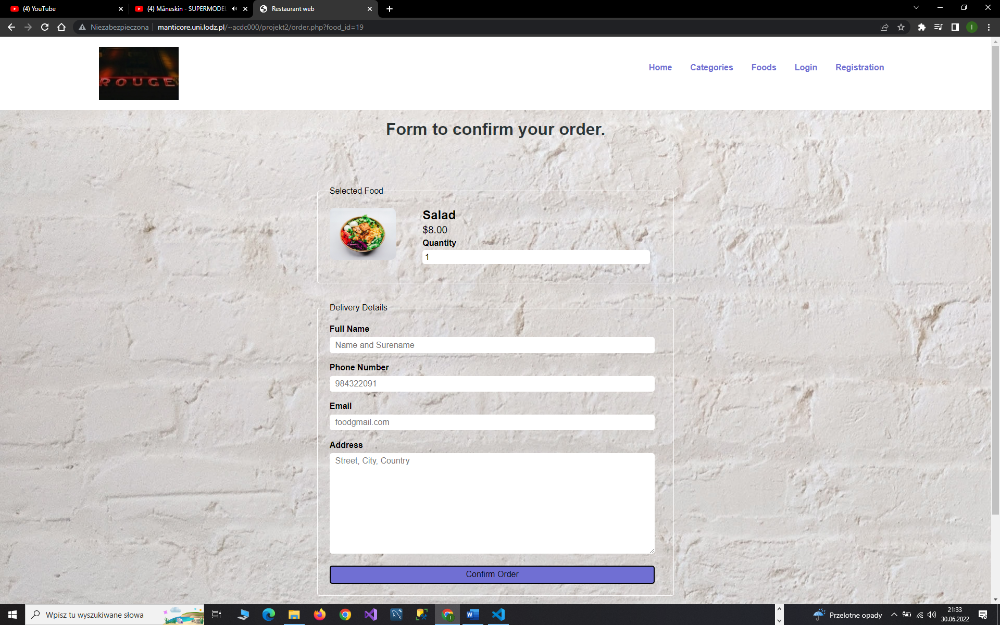 (4) YouTube
(4) Måneskin - SUPERMODEL
Restaurant web
Niezabezpieczona
manticore.uni.lodz.pl/~acdc000/projekt2/order.php?food_id=19
I
ROUGE
Home
Categories
Foods
Login
Registration
Form to confirm your order.
Selected Food
Salad
$8.00
Quantity
1
Delivery Details
Full Name
Name and Surename
Phone Number
984322091
Email
foodgmail.com
Address
Street, City, Country
Confirm Order
Wpisz tu wyszukiwane słowa
Przelotne opady
21:33
30.06.2022